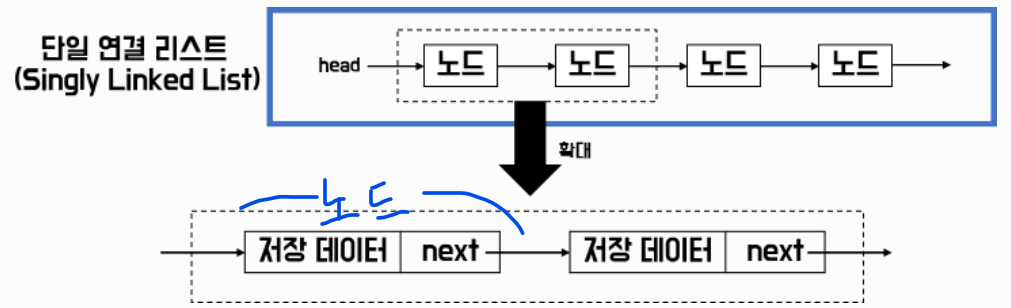 단일 연결 리스트
(Singly Linked List)
head 노드 노드 노드 노드
확대
노드
저장 데이터 next 저장 데이터 next